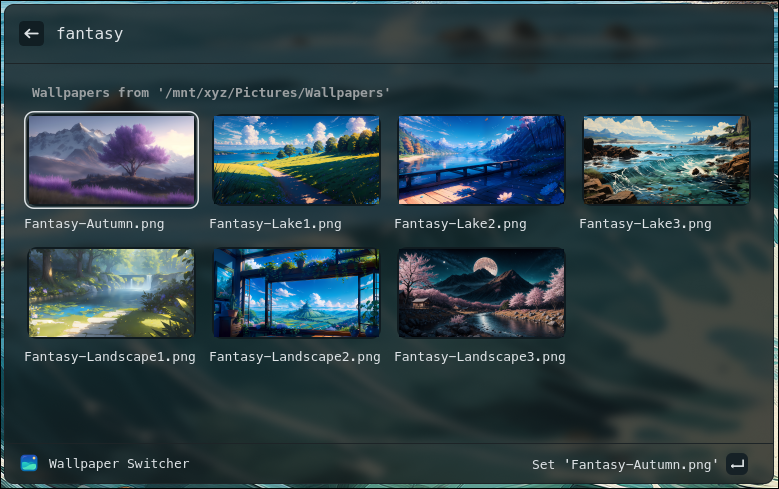 fantasy
Wallpapers from '/mnt/xyz/Pictures/Wallpapers'
Fantasy-Autumn.png Fantasy-Lake1.png Fantasy-Lake2.png Fantasy-Lake3.png
Fantasy-Landscape1.png Fantasy-Landscape2.png Fantasy-Landscape3.png
Wallpaper Switcher Set 'Fantasy-Autumn.png'